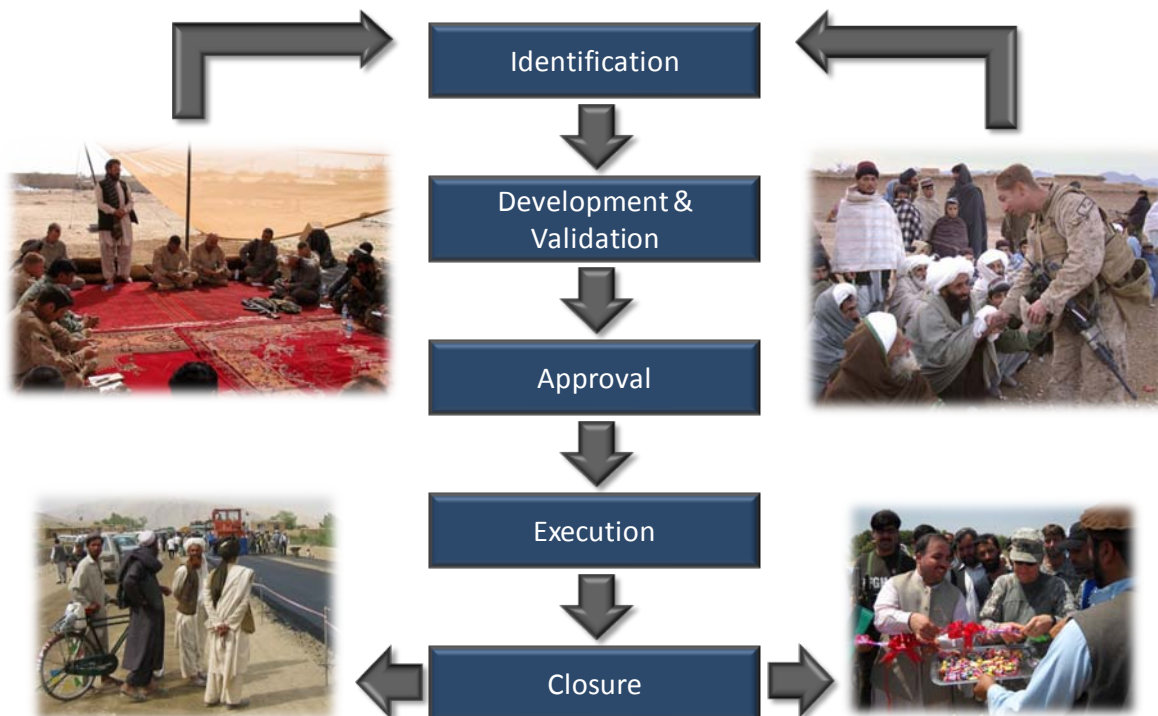 Identification
Development &
Validation
Approval
Execution
Closure